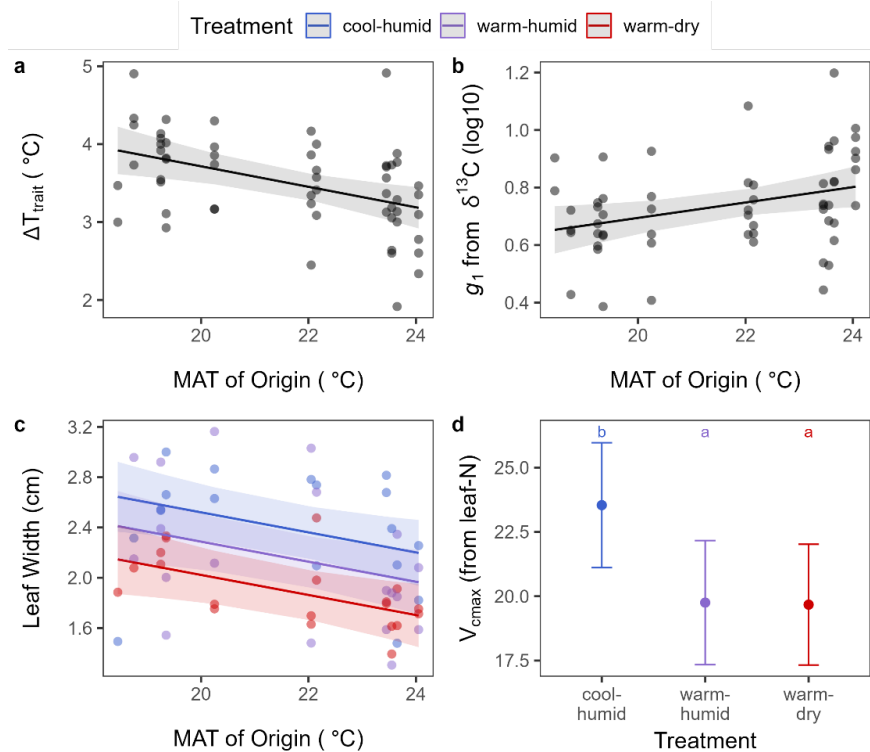 Treatment cool-humid warm-humid warm-dry
a
5
4
3
2
ΔTtrait ( °C)
20 22 24
MAT of Origin ( °C)
b
1.2
1.0
0.8
0.6
0.4
g1 from δ13C (log10)
20 22 24
MAT of Origin ( °C)
c
3.2
2.8
2.4
2.0
1.6
Leaf Width (cm)
20 22 24
MAT of Origin ( °C)
d
b a a
25.0
22.5
20.0
17.5
Vcmax (from leaf-N)
cool- warm- warm-
humid humid dry
Treatment